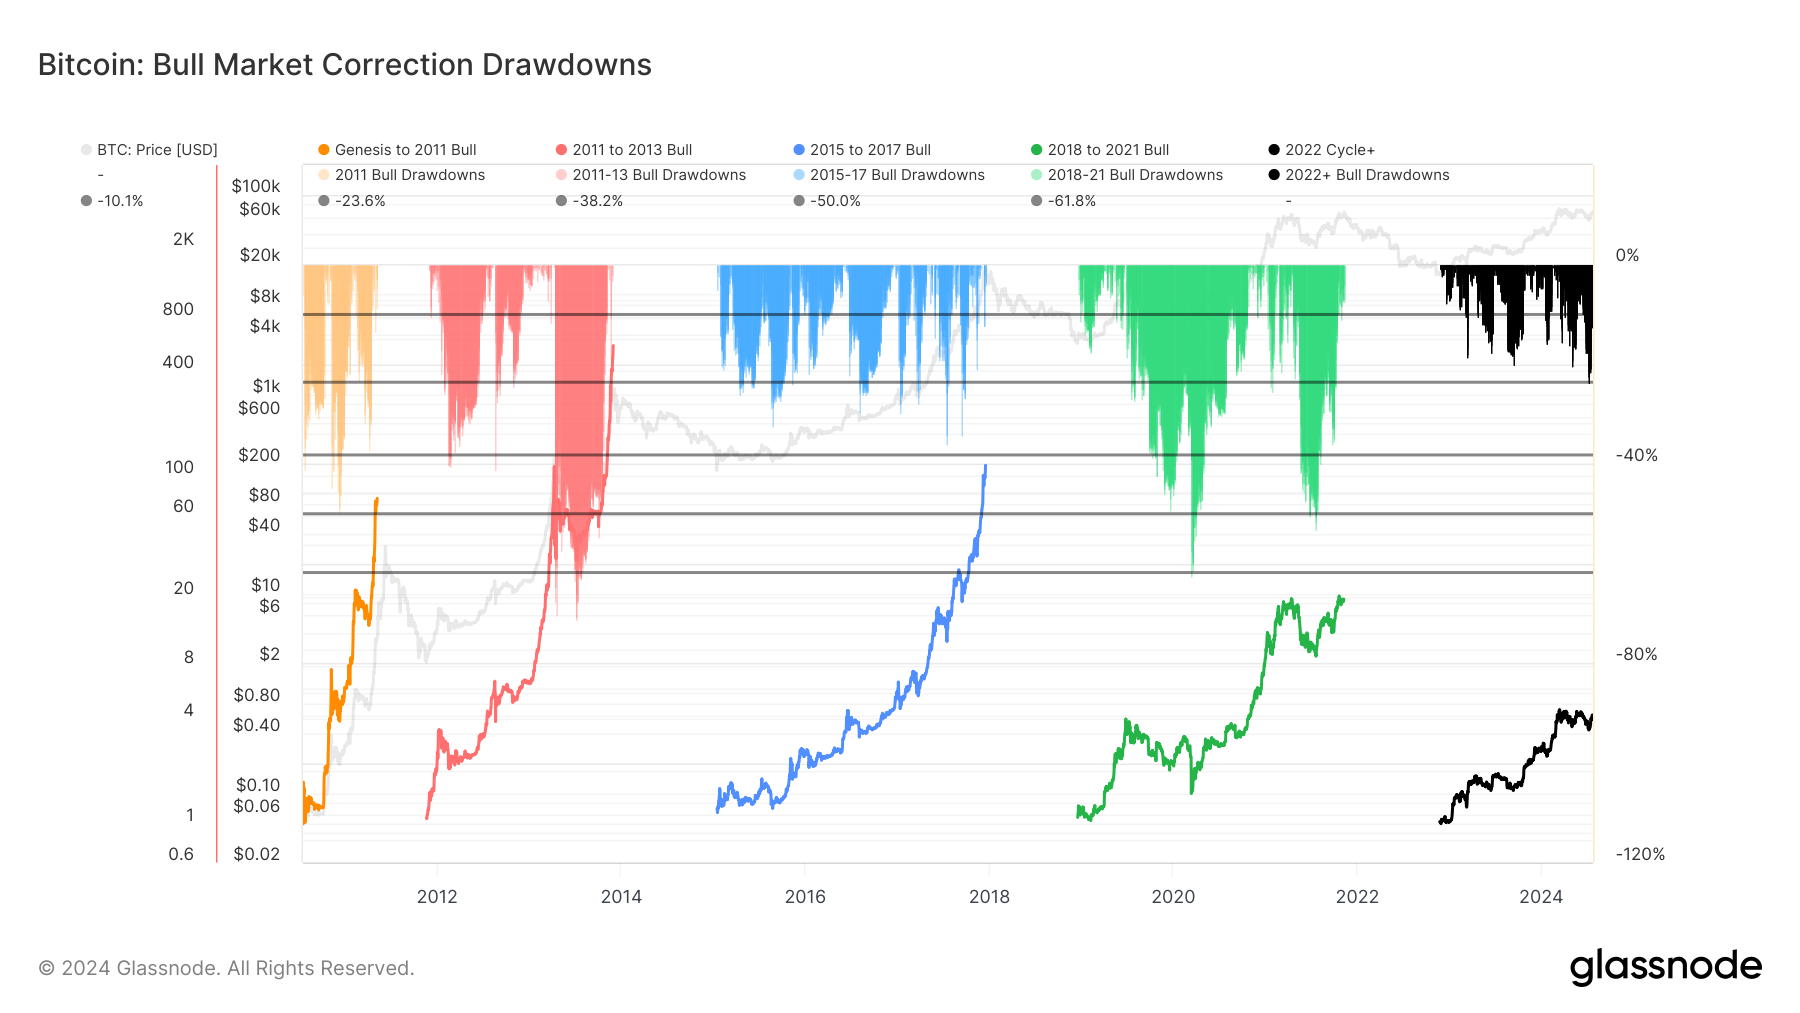 Bitcoin: Bull Market Correction Drawdowns
BTC: Price [USD]
Genesis to 2011 Bull
2011 to 2013 Bull
2015 to 2017 Bull
2018 to 2021 Bull
2022 Cycle+
-
2011 Bull Drawdowns
2011-13 Bull Drawdowns
2015-17 Bull Drawdowns
2018-21 Bull Drawdowns
2022+ Bull Drawdowns
-10.1%
-23.6%
-38.2%
-50.0%
-61.8%
-
2K
800
400
100
60
20
8
4
1
0.6
$100k
$60k
$20k
$8k
$4k
$1k
$600
$200
$80
$40
$10
$6
$2
$0.80
$0.40
$0.10
$0.06
$0.02
0%
-40%
-80%
-120%
2012
2014
2016
2018
2020
2022
2024
© 2024 Glassnode. All Rights Reserved.
glassnode